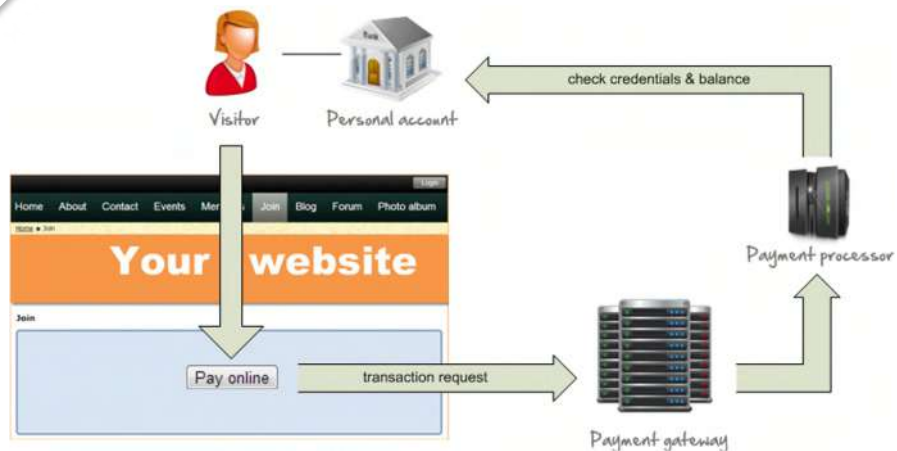 Bank
check credentials & balance
Visitor
Personal account
Login
Home About Contact Events Join Blog Forum Photo album
Home ● Join
Your website
Payment processor
Join
Pay online
transaction request
Payment gateway